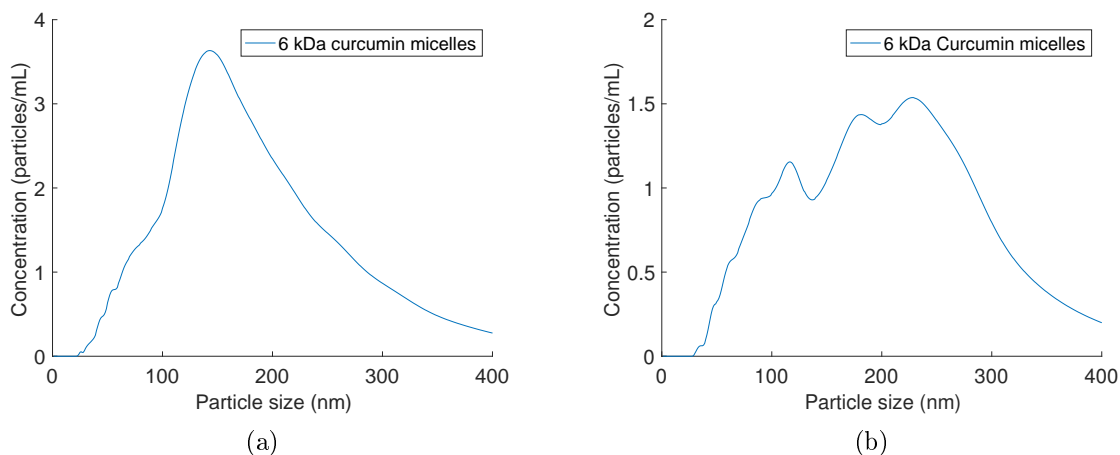 4
3
2
1
0
Concentration (particles/mL)
6 kDa curcumin micelles
0 100 200 300 400
Particle size (nm)
(a)
2
1.5
1
0.5
0
Concentration (particles/mL)
6 kDa Curcumin micelles
0 100 200 300 400
Particle size (nm)
(b)